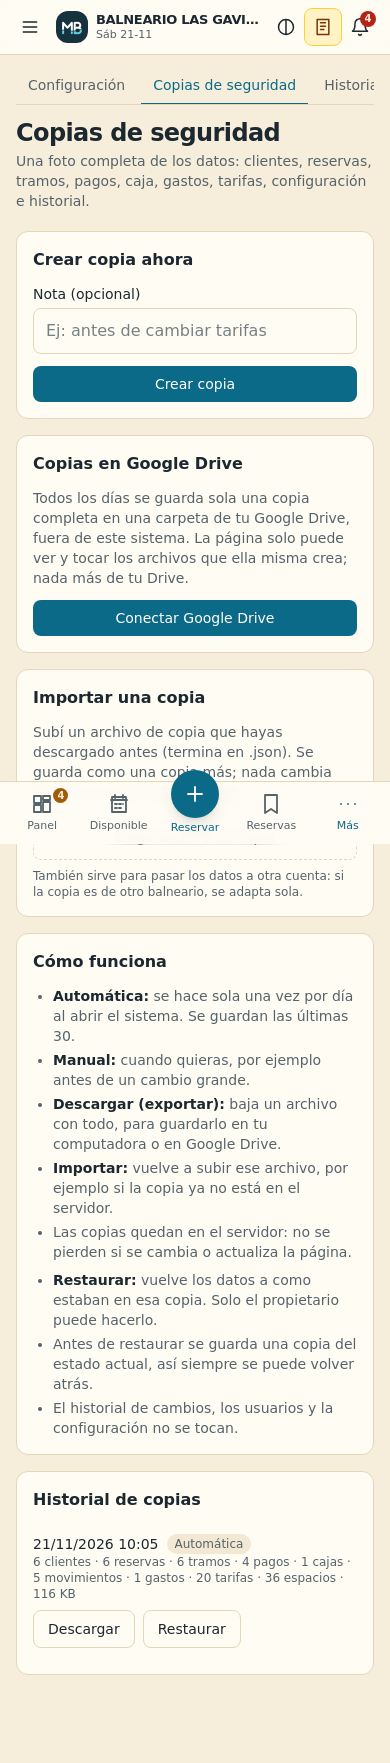 MB
BALNEARIO LAS GAVI...
Sáb 21-11
4
Configuración
Copias de seguridad
Historia
Copias de seguridad
Una foto completa de los datos: clientes, reservas,
tramos, pagos, caja, gastos, tarifas, configuración
e historial.
Crear copia ahora
Nota (opcional)
Ej: antes de cambiar tarifas
Crear copia
Copias en Google Drive
Todos los días se guarda sola una copia
completa en una carpeta de tu Google Drive,
fuera de este sistema. La página solo puede
ver y tocar los archivos que ella misma crea;
nada más de tu Drive.
Conectar Google Drive
Importar una copia
Subí un archivo de copia que hayas
descargado antes (termina en .json). Se
guarda como una copia más; nada cambia
4
Panel
Disponible
Reservar
Reservas
Más
También sirve para pasar los datos a otra cuenta: si
la copia es de otro balneario, se adapta sola.
Cómo funciona
• Automática: se hace sola una vez por día
al abrir el sistema. Se guardan las últimas
30.
• Manual: cuando quieras, por ejemplo
antes de un cambio grande.
• Descargar (exportar): baja un archivo
con todo, para guardarlo en tu
computadora o en Google Drive.
• Importar: vuelve a subir ese archivo, por
ejemplo si la copia ya no está en el
servidor.
• Las copias quedan en el servidor: no se
pierden si se cambia o actualiza la página.
• Restaurar: vuelve los datos a como
estaban en esa copia. Solo el propietario
puede hacerlo.
• Antes de restaurar se guarda una copia del
estado actual, así siempre se puede volver
atrás.
• El historial de cambios, los usuarios y la
configuración no se tocan.
Historial de copias
21/11/2026 10:05 Automática
6 clientes · 6 reservas · 6 tramos · 4 pagos · 1 cajas ·
5 movimientos · 1 gastos · 20 tarifas · 36 espacios ·
116 KB
Descargar
Restaurar